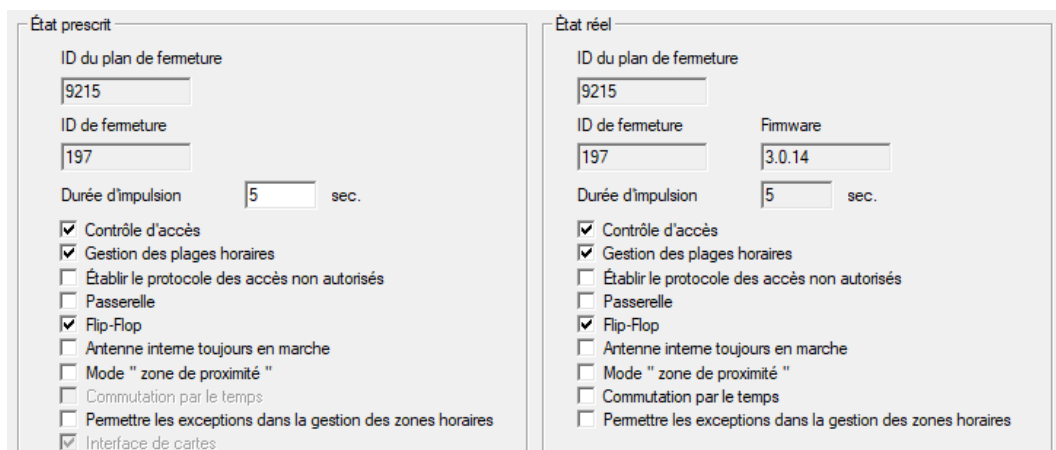 État prescrit
ID du plan de fermeture
9215
ID de fermeture
197
Durée d'impulsion 5 sec.
Contrôle d'accès
Gestion des plages horaires
Établir le protocole des accès non autorisés
Passerelle
Flip-Flop
Antenne interne toujours en marche
Mode " zone de proximité "
Commutation par le temps
Permettre les exceptions dans la gestion des zones horaires
Interface de cartes
État réel
ID du plan de fermeture
9215
ID de fermeture Firmware
197 3.0.14
Durée d'impulsion 5 sec.
Contrôle d'accès
Gestion des plages horaires
Établir le protocole des accès non autorisés
Passerelle
Flip-Flop
Antenne interne toujours en marche
Mode " zone de proximité "
Commutation par le temps
Permettre les exceptions dans la gestion des zones horaires